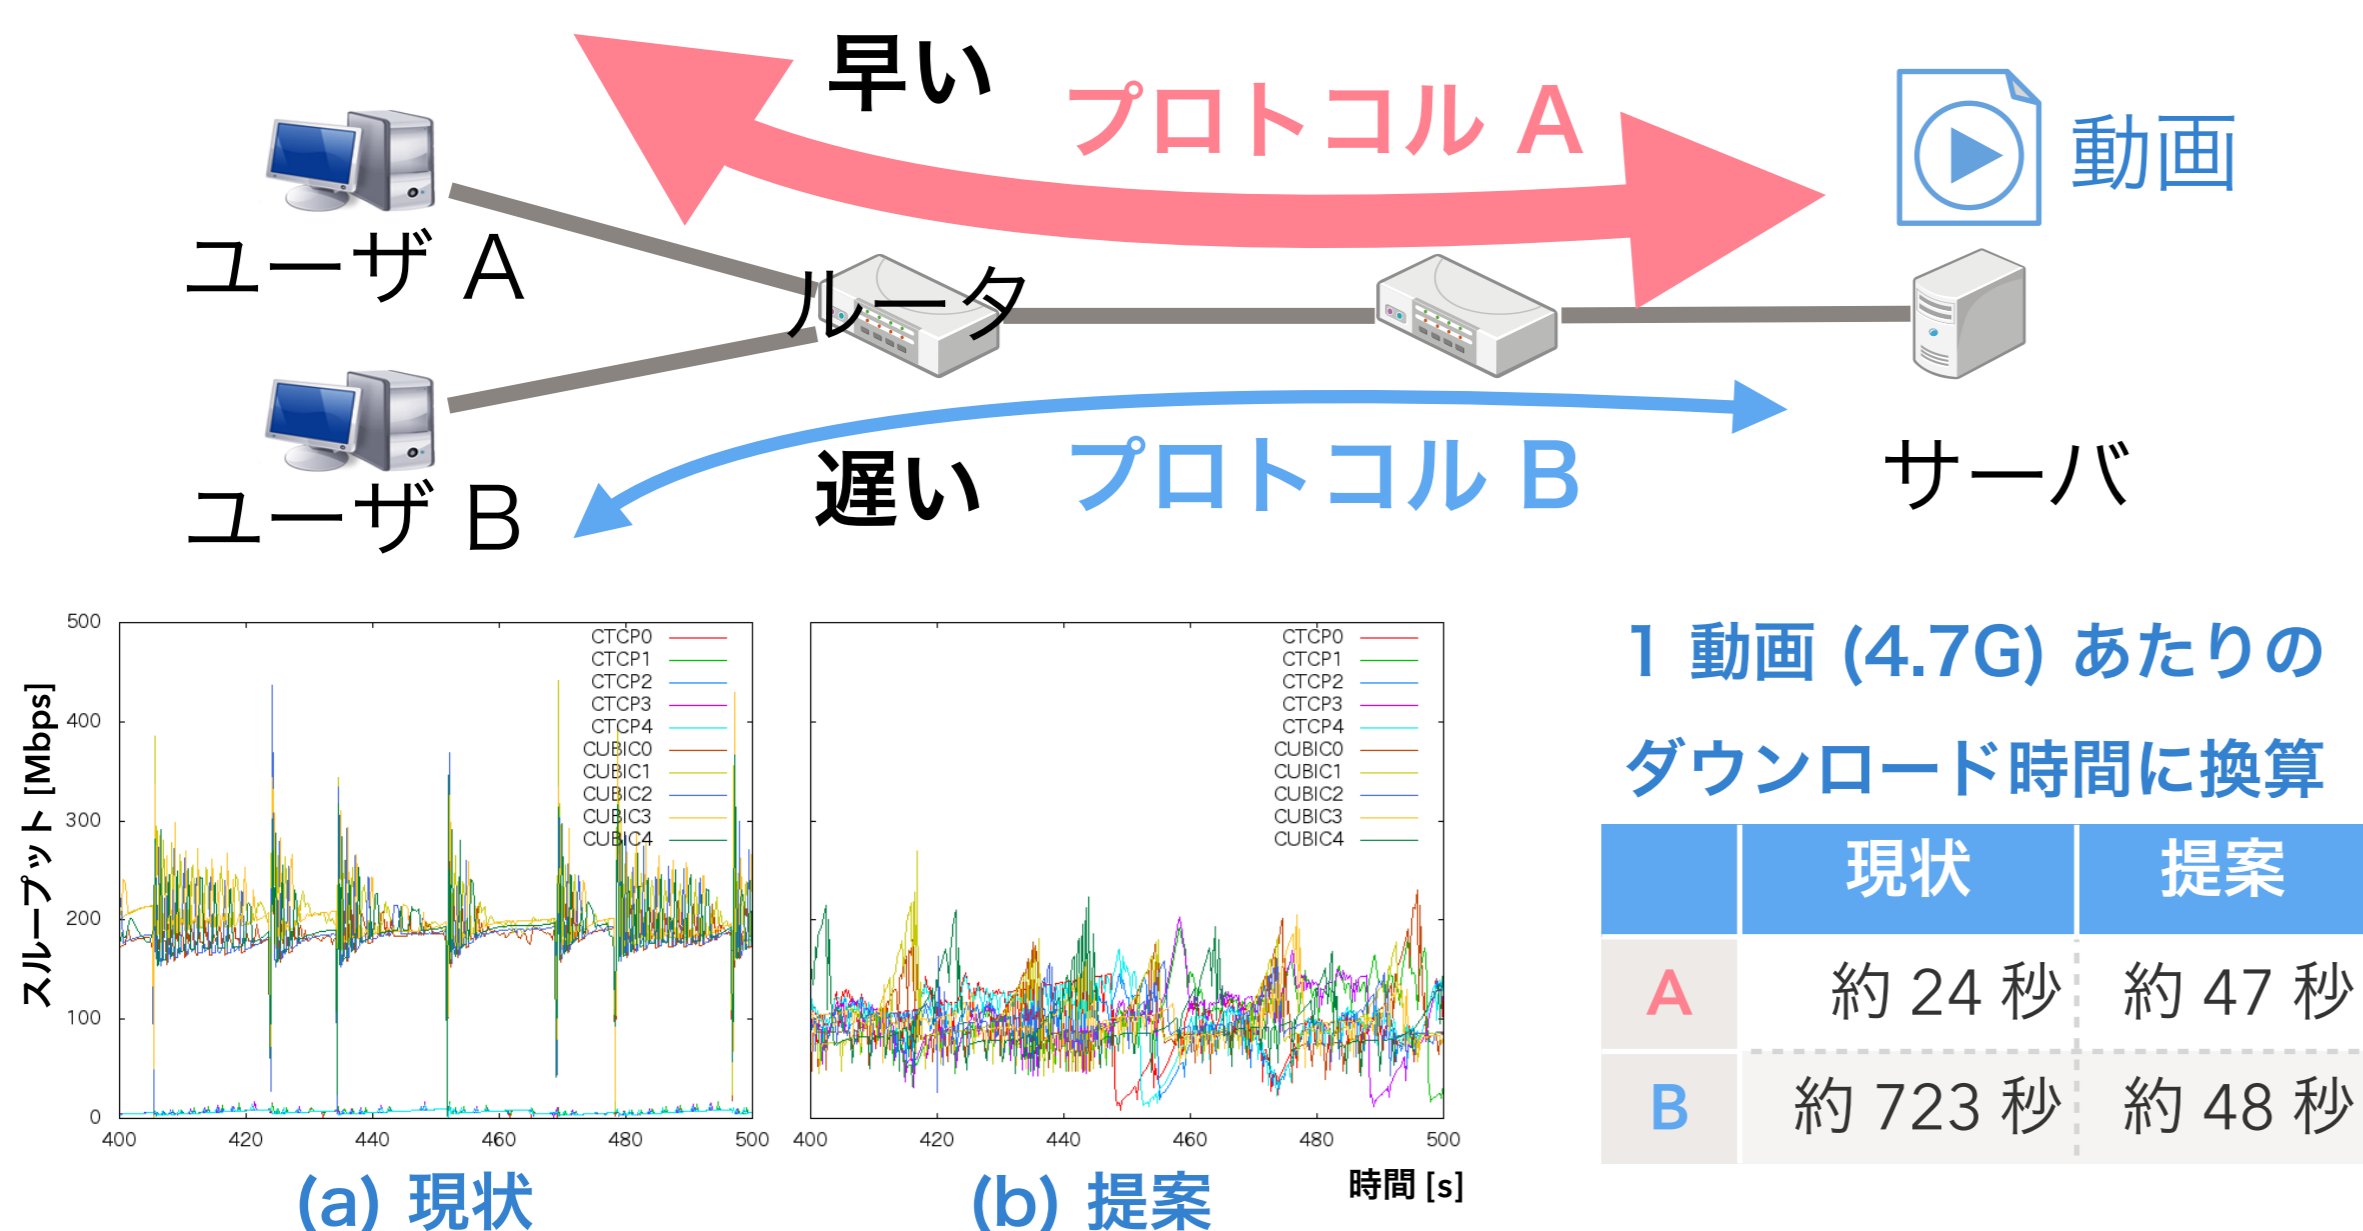 早い
プロトコル A
動画
ユーザ A
ルータ
ユーザ B
遅い
プロトコル B
サーバ
スループット [Mbps]
500
400
300
200
100
0
400
420
440
460
480
500
CTCP0
CTCP1
CTCP2
CTCP3
CTCP4
CUBIC0
CUBIC1
CUBIC2
CUBIC3
CUBIC4
(a) 現状
CTCP0
CTCP1
CTCP2
CTCP3
CTCP4
CUBIC0
CUBIC1
CUBIC2
CUBIC3
CUBIC4
400
420
440
460
480
500
(b) 提案
時間 [s]
1 動画 (4.7G) あたりの
ダウンロード時間に換算
現状 提案
A 約 24 秒 約 47 秒
B 約 723 秒 約 48 秒